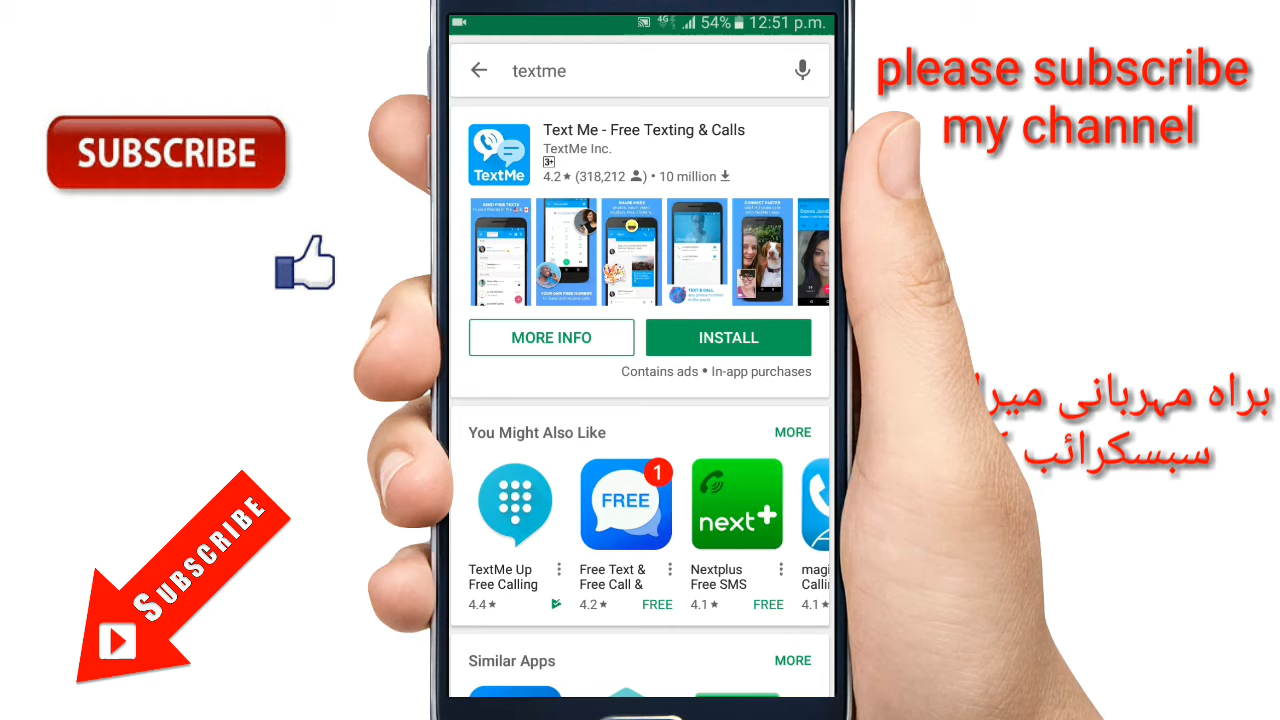 54% 12:51 p.m.
4G
textme
please subscribe
my channel
SUBSCRIBE
Text Me - Free Texting & Calls
TextMe Inc.
3+
4.2★ (318,212) • 10 million
TextMe
MORE INFO
INSTALL
Contains ads • In-app purchases
براہ مہربانی میرا
سبسکرائب
You Might Also Like
MORE
FREE
1
next+
TextMe Up
Free Calling
4.4★
Free Text &
Free Call &
4.2★ FREE
Nextplus
Free SMS
4.1★ FREE
magi
Calli
4.1★
SUBSCRIBE
Similar Apps
MORE